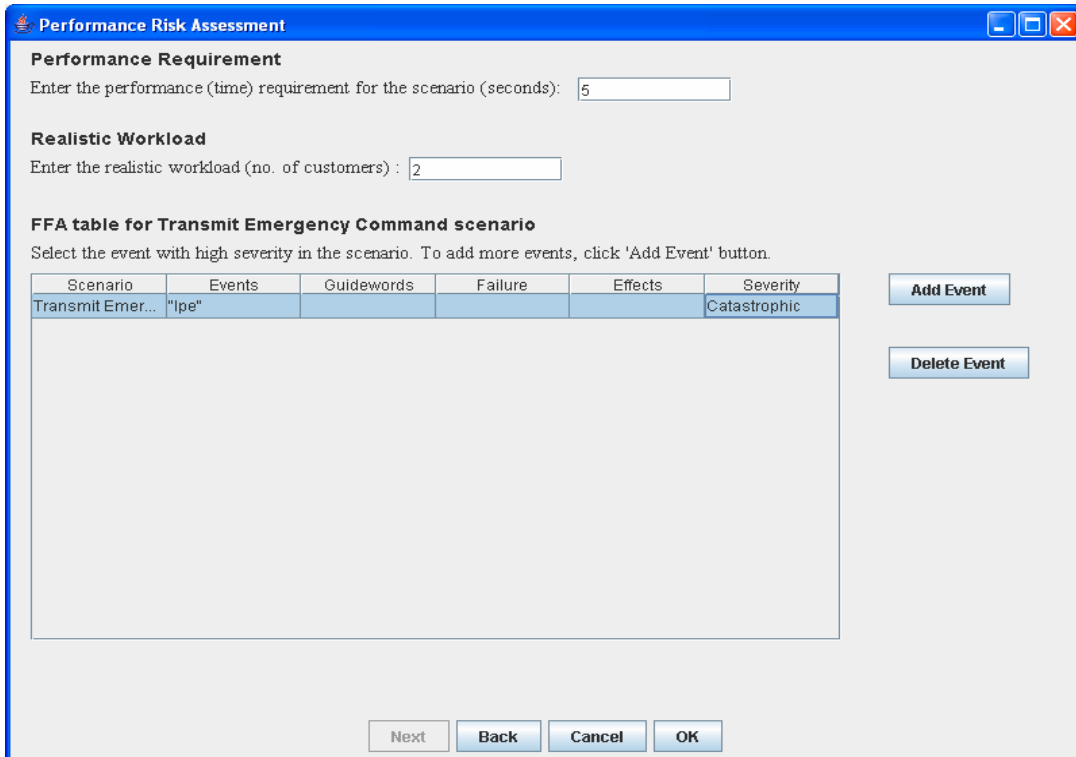 Performance Risk Assessment
Performance Requirement
Enter the performance (time) requirement for the scenario (seconds): 5
Realistic Workload
Enter the realistic workload (no. of customers) : 2
FFA table for Transmit Emergency Command scenario
Select the event with high severity in the scenario. To add more events, click 'Add Event' button.
Scenario Events Guidewords Failure Effects Severity
Transmit Emer... "Ipe" Catastrophic
Add Event
Delete Event
Next Back Cancel OK